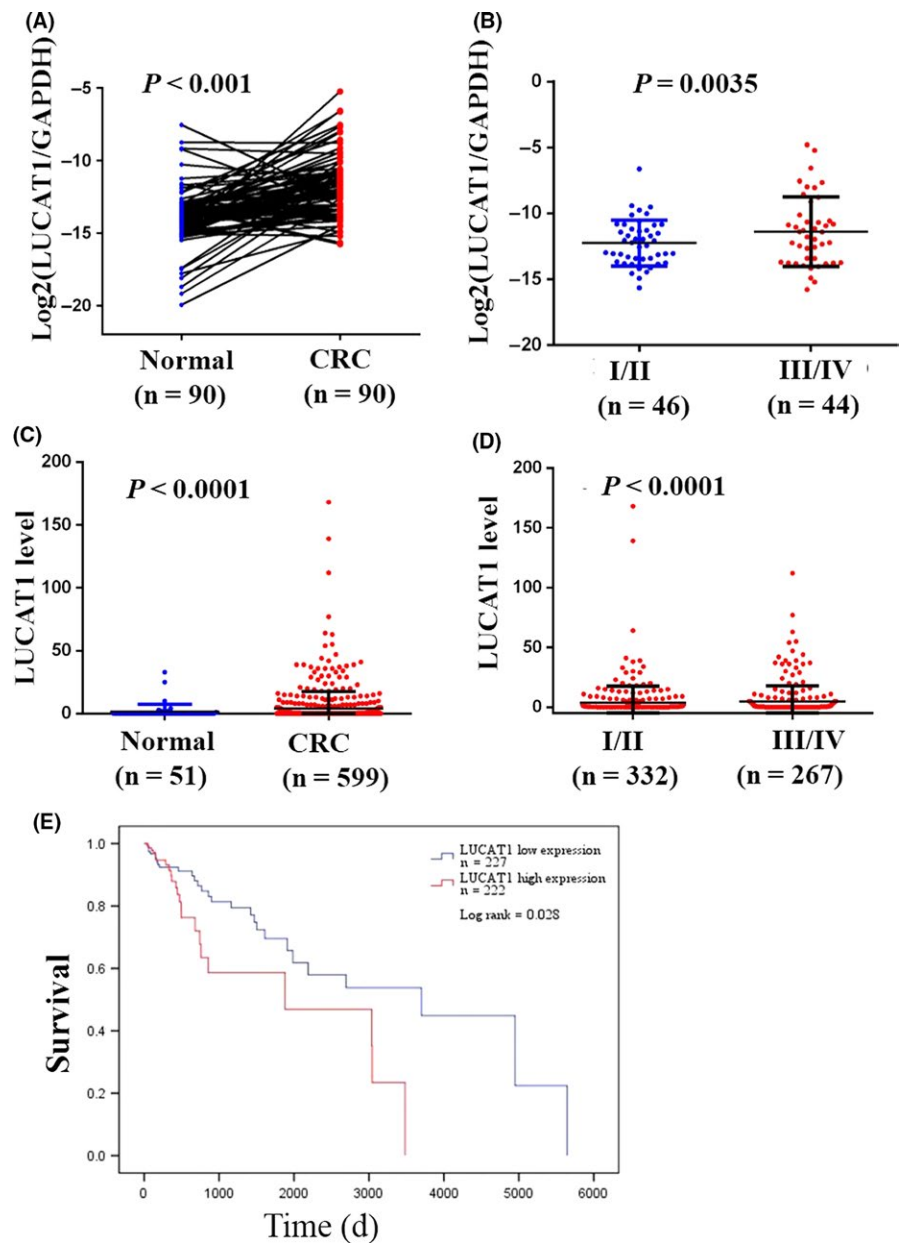 (A)
P < 0.001
Log2(LUCAT1/GAPDH)
−5
−10
−15
−20
Normal
CRC
(n = 90)
(n = 90)
(B)
P = 0.0035
Log2(LUCAT1/GAPDH)
0
−5
−10
−15
−20
I/II
III/IV
(n = 46)
(n = 44)
(C)
P < 0.0001
LUCAT1 level
200
150
100
50
0
Normal
CRC
(n = 51)
(n = 599)
(D)
P < 0.0001
LUCAT1 level
200
150
100
50
0
I/II
III/IV
(n = 332)
(n = 267)
(E)
LUCAT1 low expression
n = 227
LUCAT1 high expression
n = 222
Log rank = 0.028
Survival
1.0
0.8
0.6
0.4
0.2
0.0
0
1000
2000
3000
4000
5000
6000
Time (d)